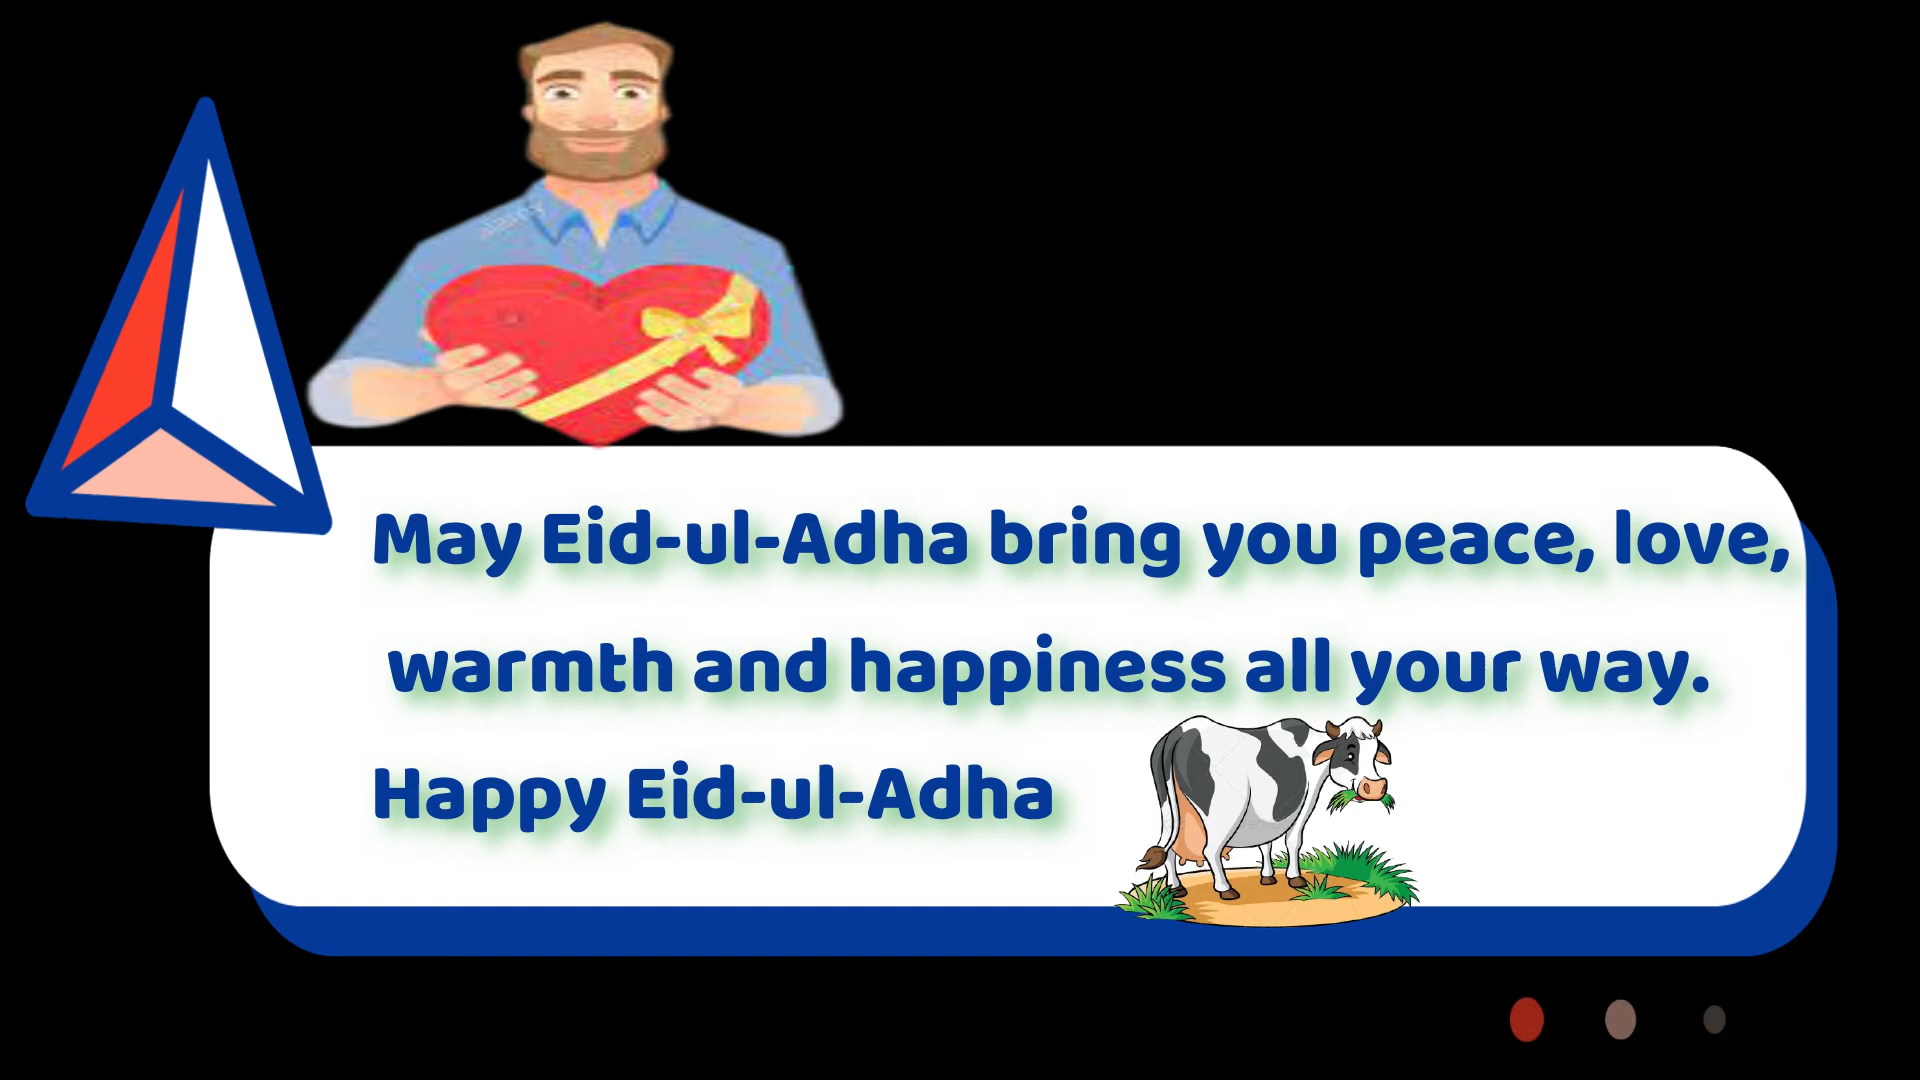 May Eid-ul-Adha bring you peace, love,
warmth and happiness all your way.
Happy Eid-ul-Adha